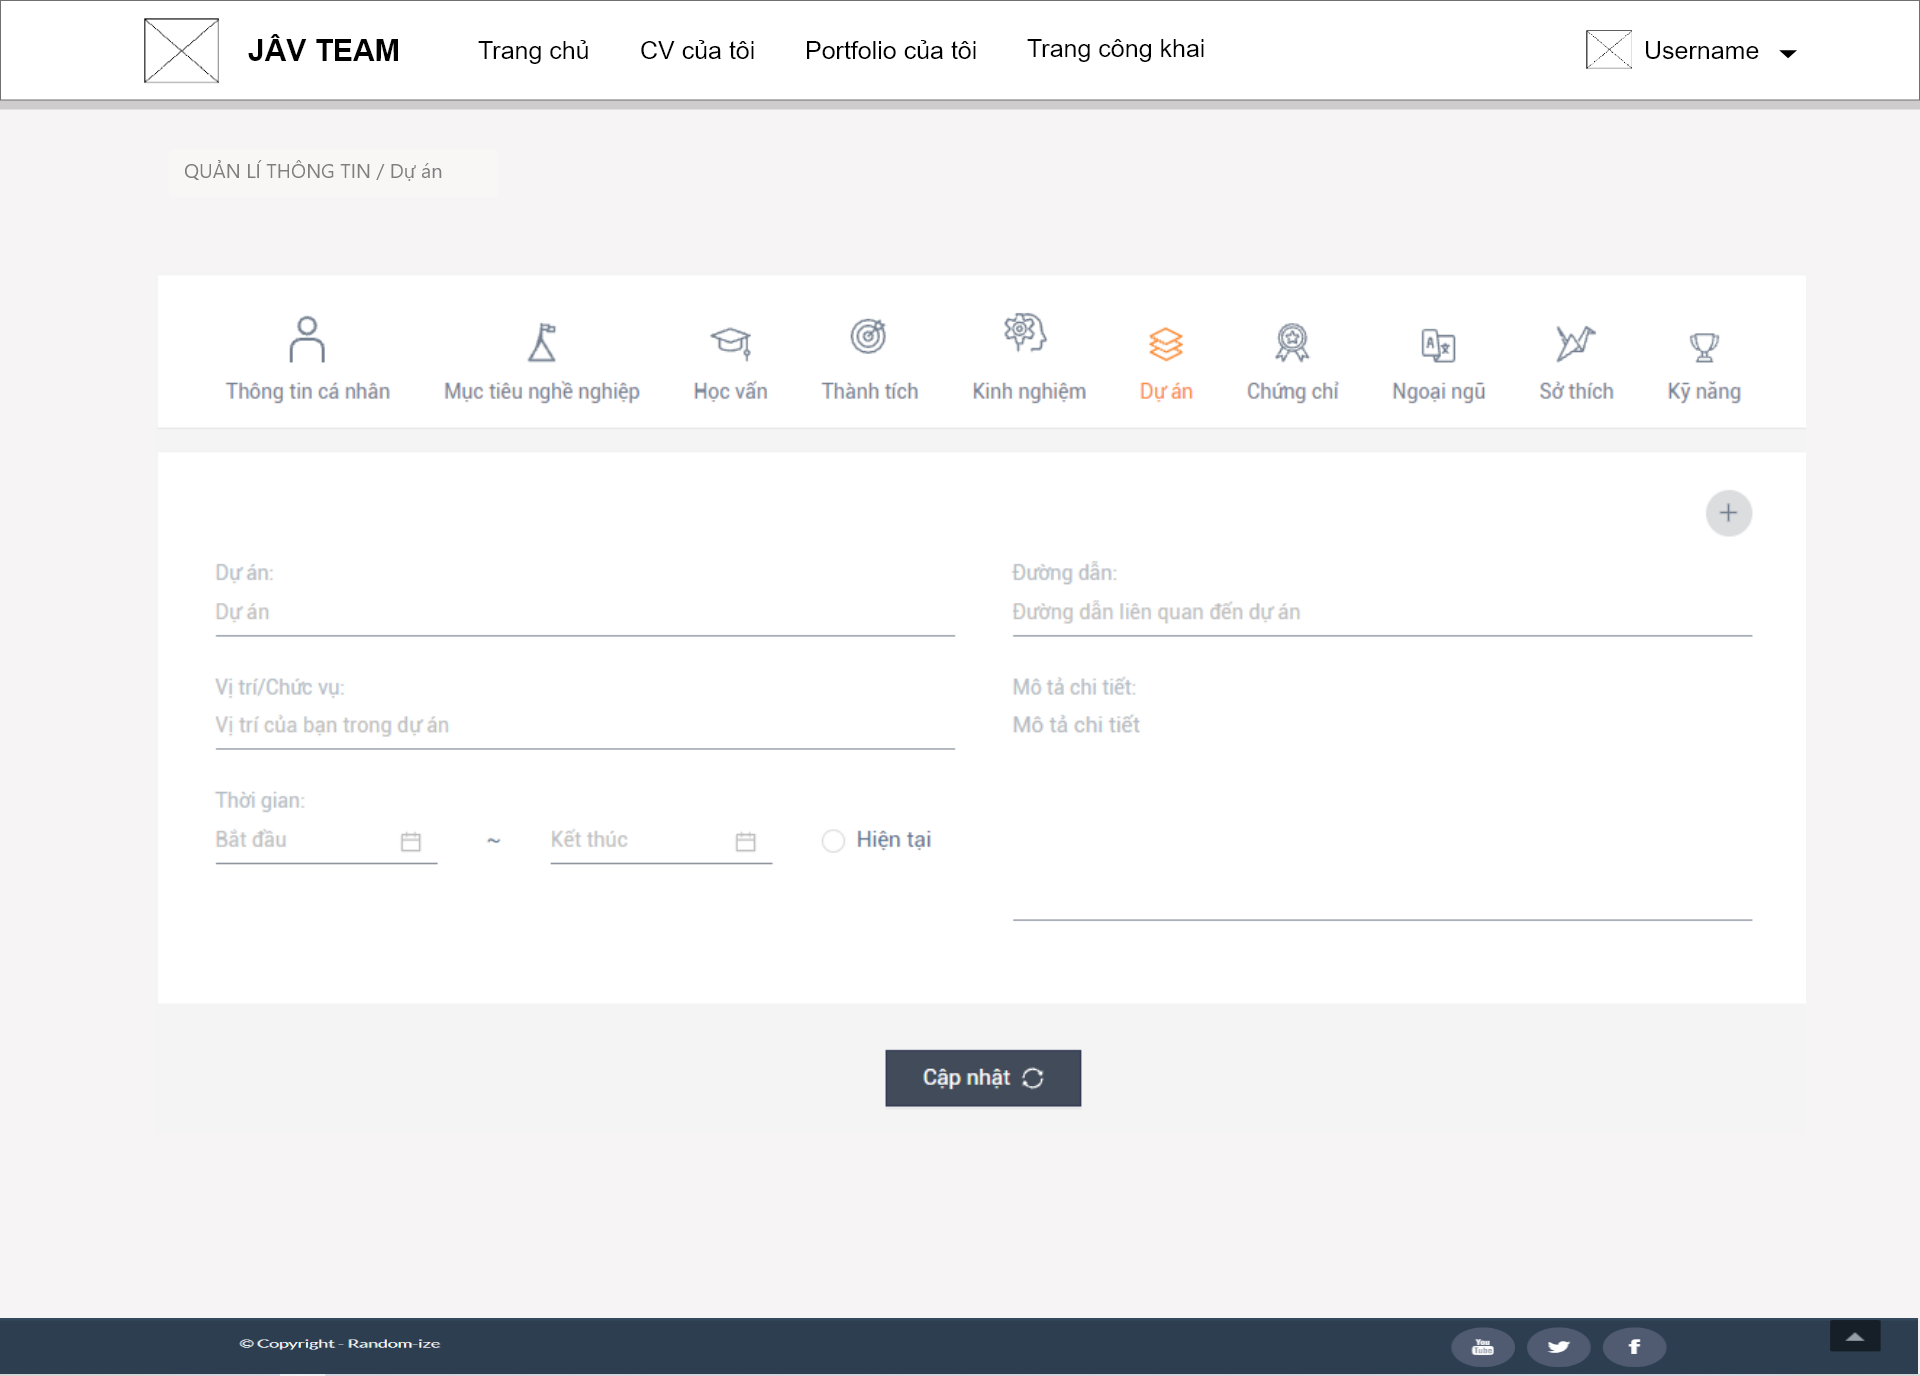 JÂV TEAM
Trang chủ
CV của tôi
Portfolio của tôi
Trang công khai
Username
QUẢN LÍ THÔNG TIN / Dự án
Thông tin cá nhân
Mục tiêu nghề nghiệp
Học vấn
Thành tích
Kinh nghiệm
Dự án
Chứng chỉ
Ngoại ngũ
Sở thích
Kỹ năng
Dự án:
Dự án
Đường dẫn:
Đường dẫn liên quan đến dự án
Vị trí/Chức vụ:
Vị trí của bạn trong dự án
Mô tả chi tiết:
Mô tả chi tiết
Thời gian:
Bắt đầu
~
Kết thúc
Hiện tại
Cập nhật
© Copyright - Random-ize
You
Tube